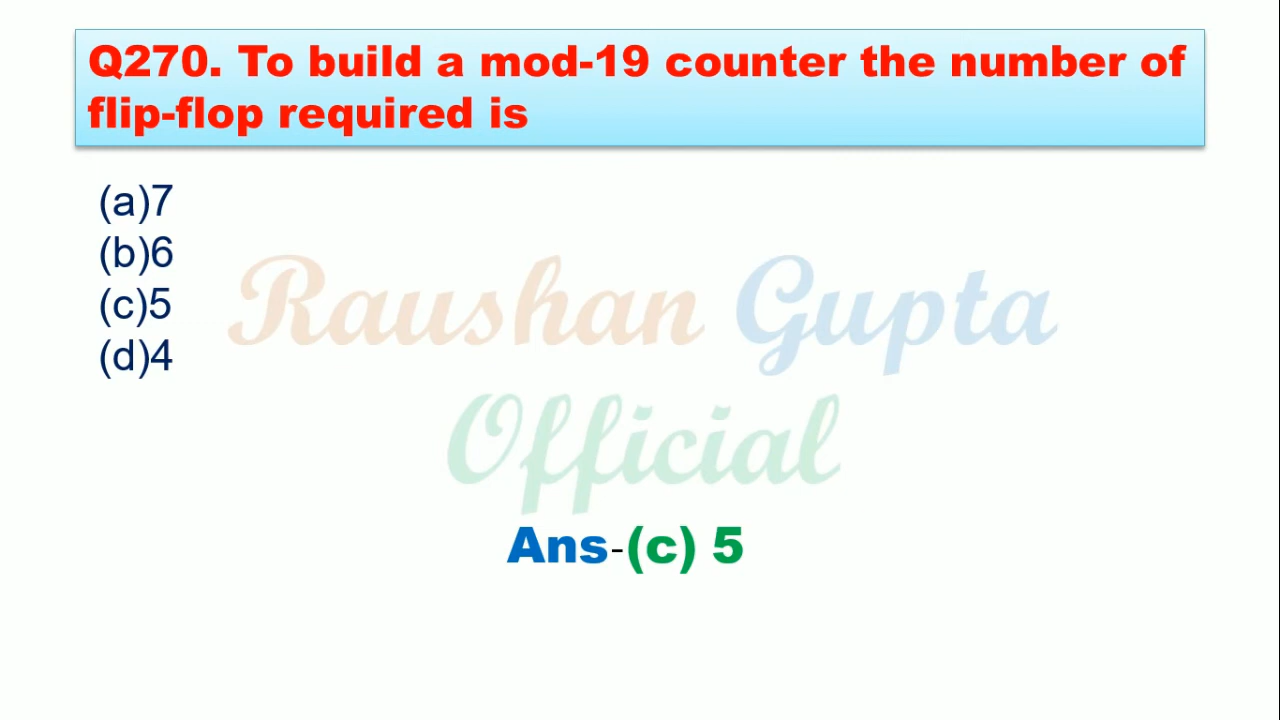 Q270. To build a mod-19 counter the number of
flip-flop required is
(a)7
(b)6
(c)5
(d)4
Raushan Gupta
Official
Ans-(c) 5